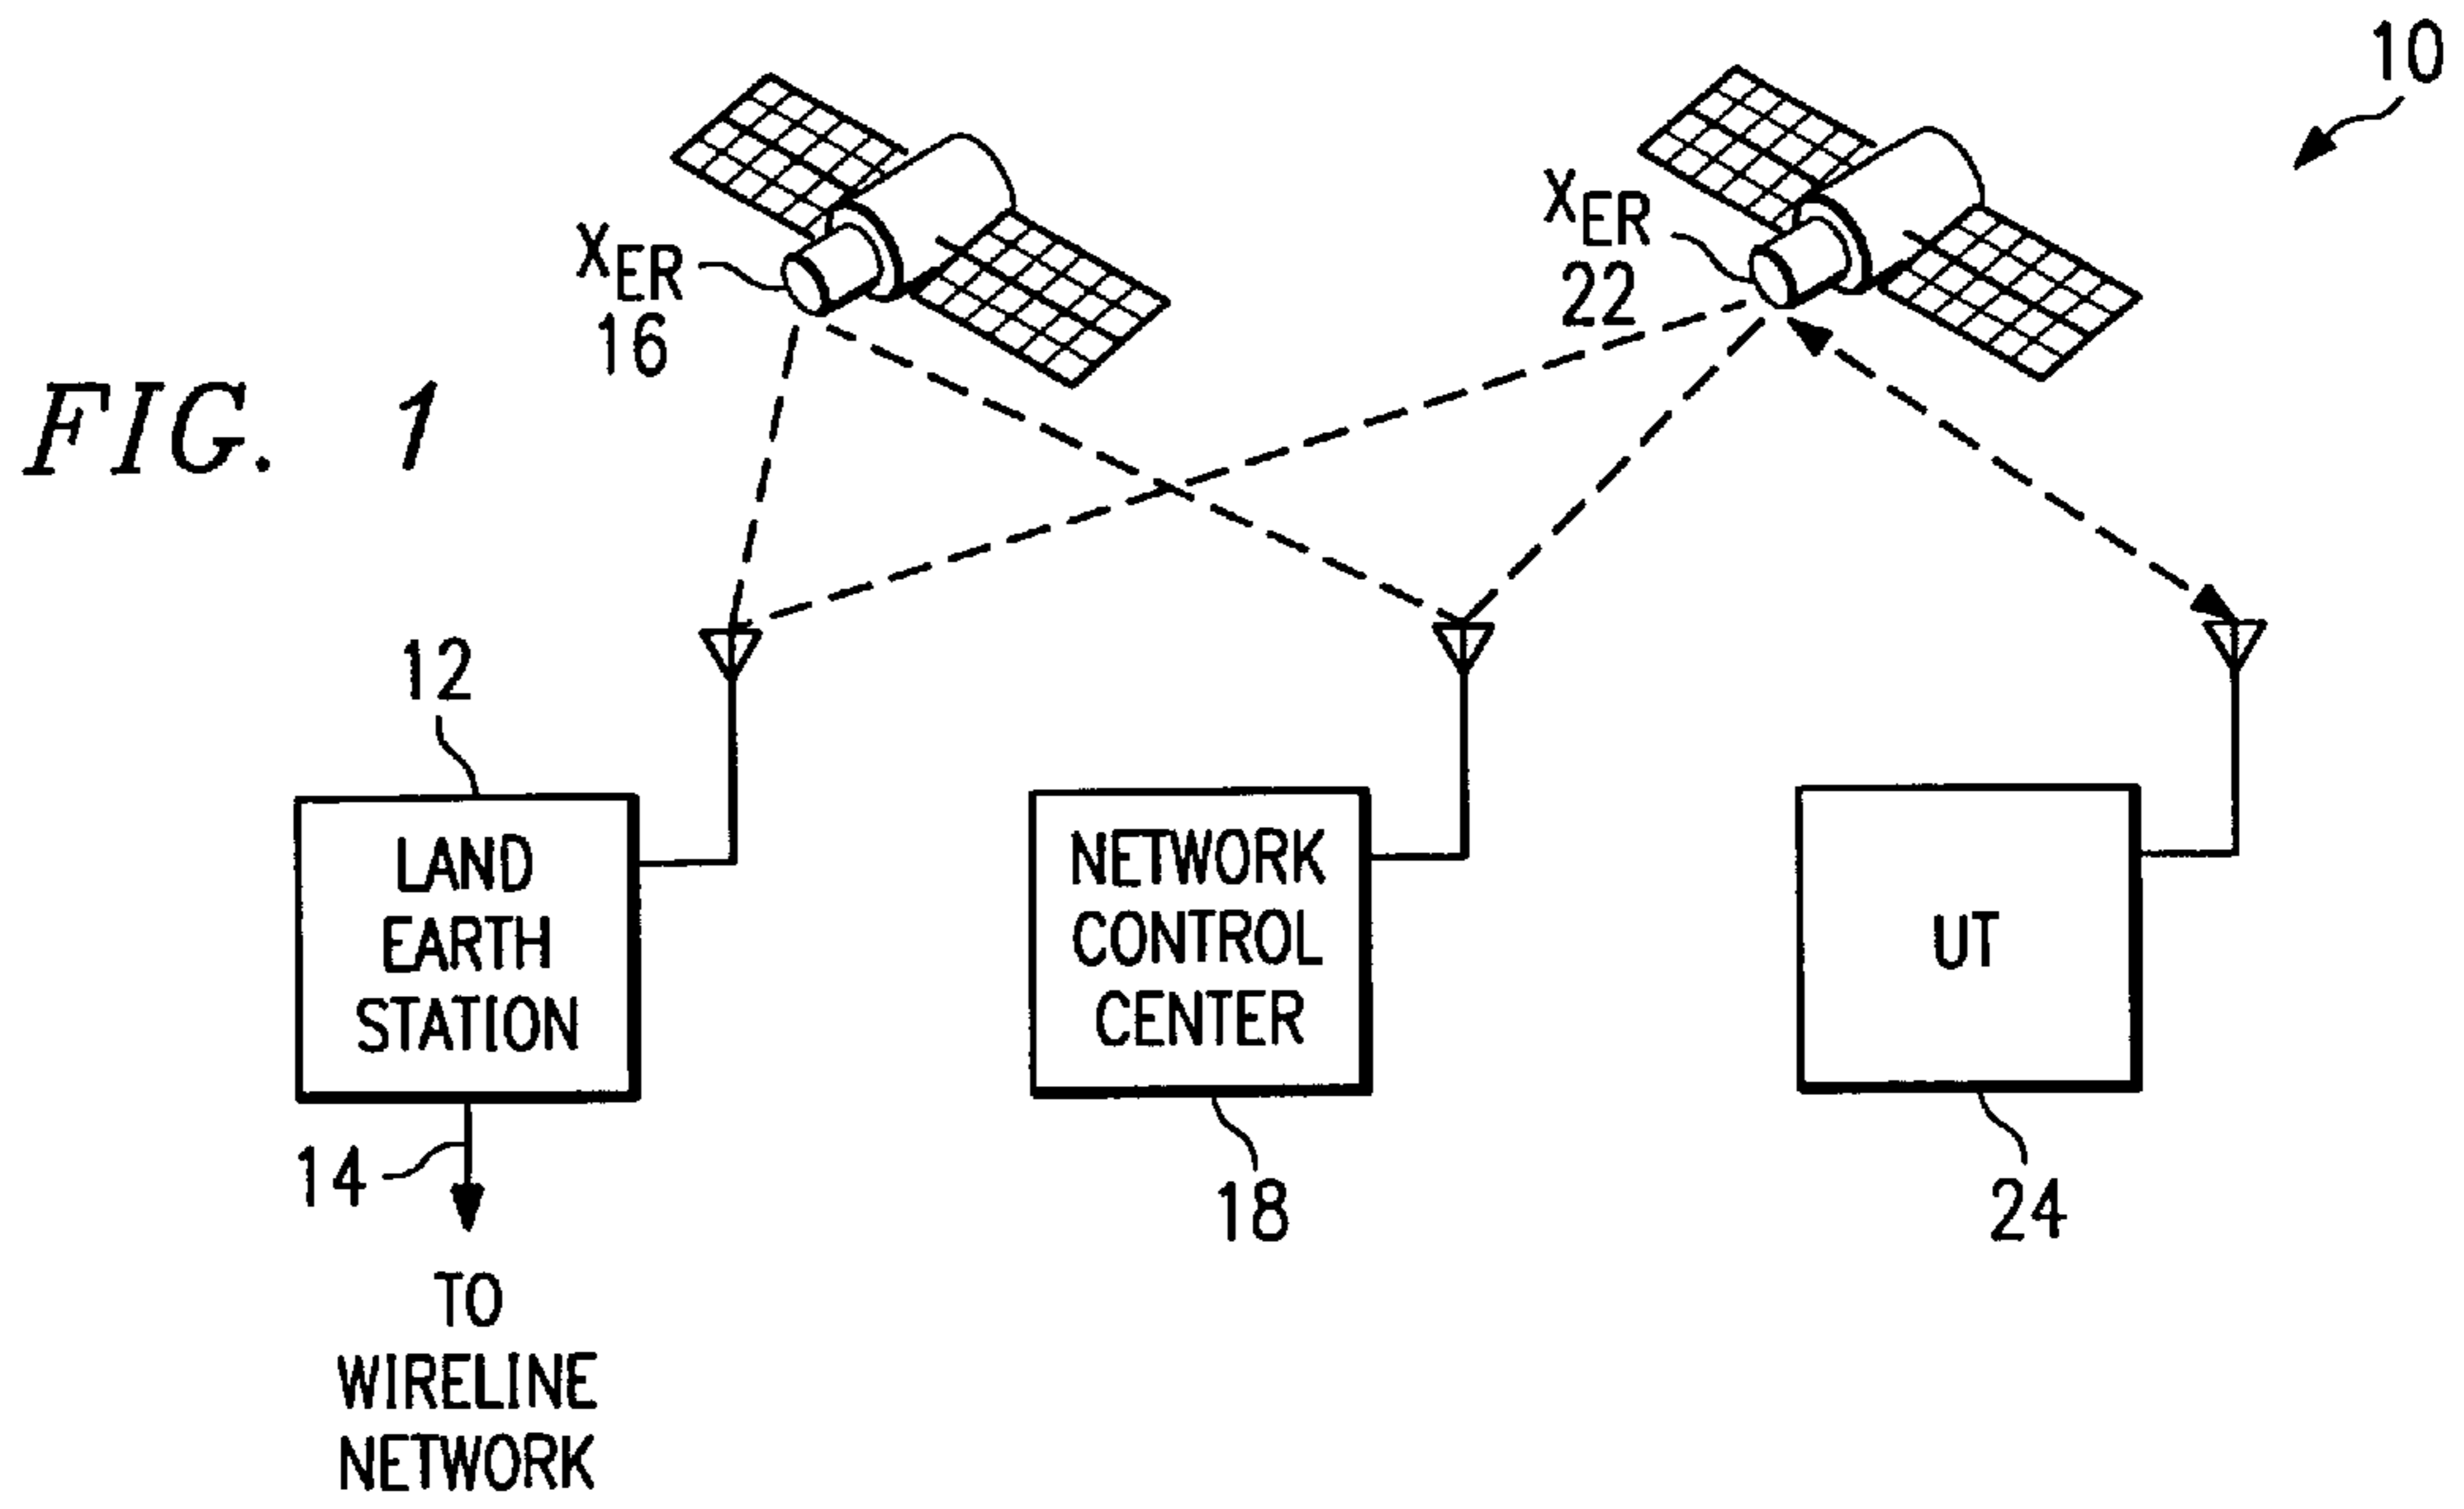 10
X_ER
16
X_ER
22
FIG. 1
12
LAND
EARTH
STATION
NETWORK
CONTROL
CENTER
UT
14
18
24
TO
WIRELINE
NETWORK